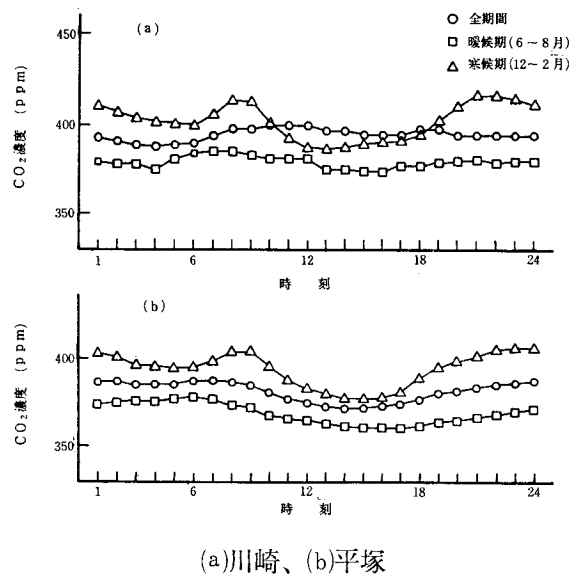 (a)
○ 全期間
□ 暖候期(6～8月)
△ 寒候期(12～2月)
CO₂濃度 (ppm)
450
400
350
1 6 12 18 24
時 刻
(b)
CO₂濃度 (ppm)
400
350
1 6 12 18 24
時 刻
(a)川崎、(b)平塚